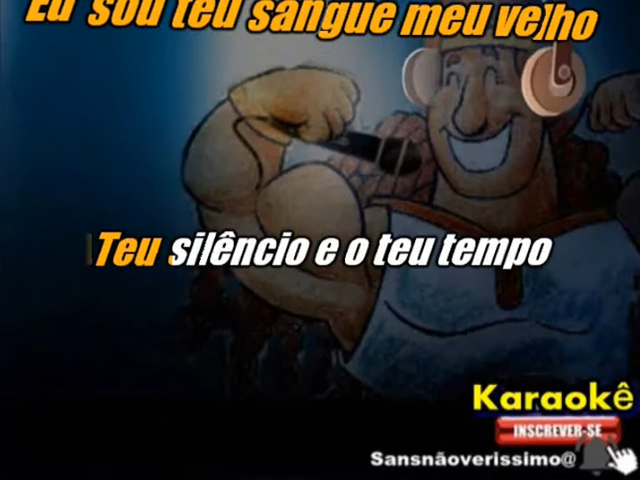 Eu sou teu sangue meu velho
Teu silêncio e o teu tempo
Karaokê
INSCREVER-SE
Sansnãoverissimo@